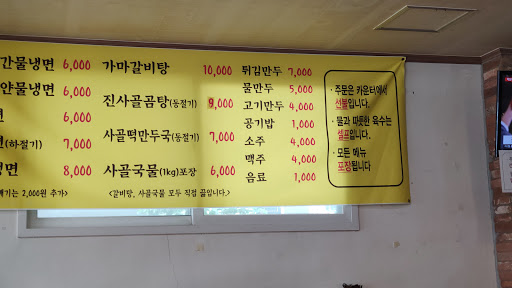 간물냉면 6,000
얀물냉면 6,000
면 6,000
면(하절기) 7,000
냉면 8,000
빼기는 2,000원 추가>
가마갈비탕 10,000
진사골곰탕(동절기) 9,000
사골떡만두국(동절기) 7,000
사골국물(1kg)포장 6,000
<갈비탕, 사골국물 모두 직접 끓입니다.>
튀김만두 7,000
물만두 5,000
고기만두 4,000
공기밥 1,000
소주 4,000
맥주 4,000
음료 1,000
· 주문은 카운터에서
선불입니다.
· 물과 따뜻한 육수는
셀프입니다.
· 모든 메뉴
포장됩니다